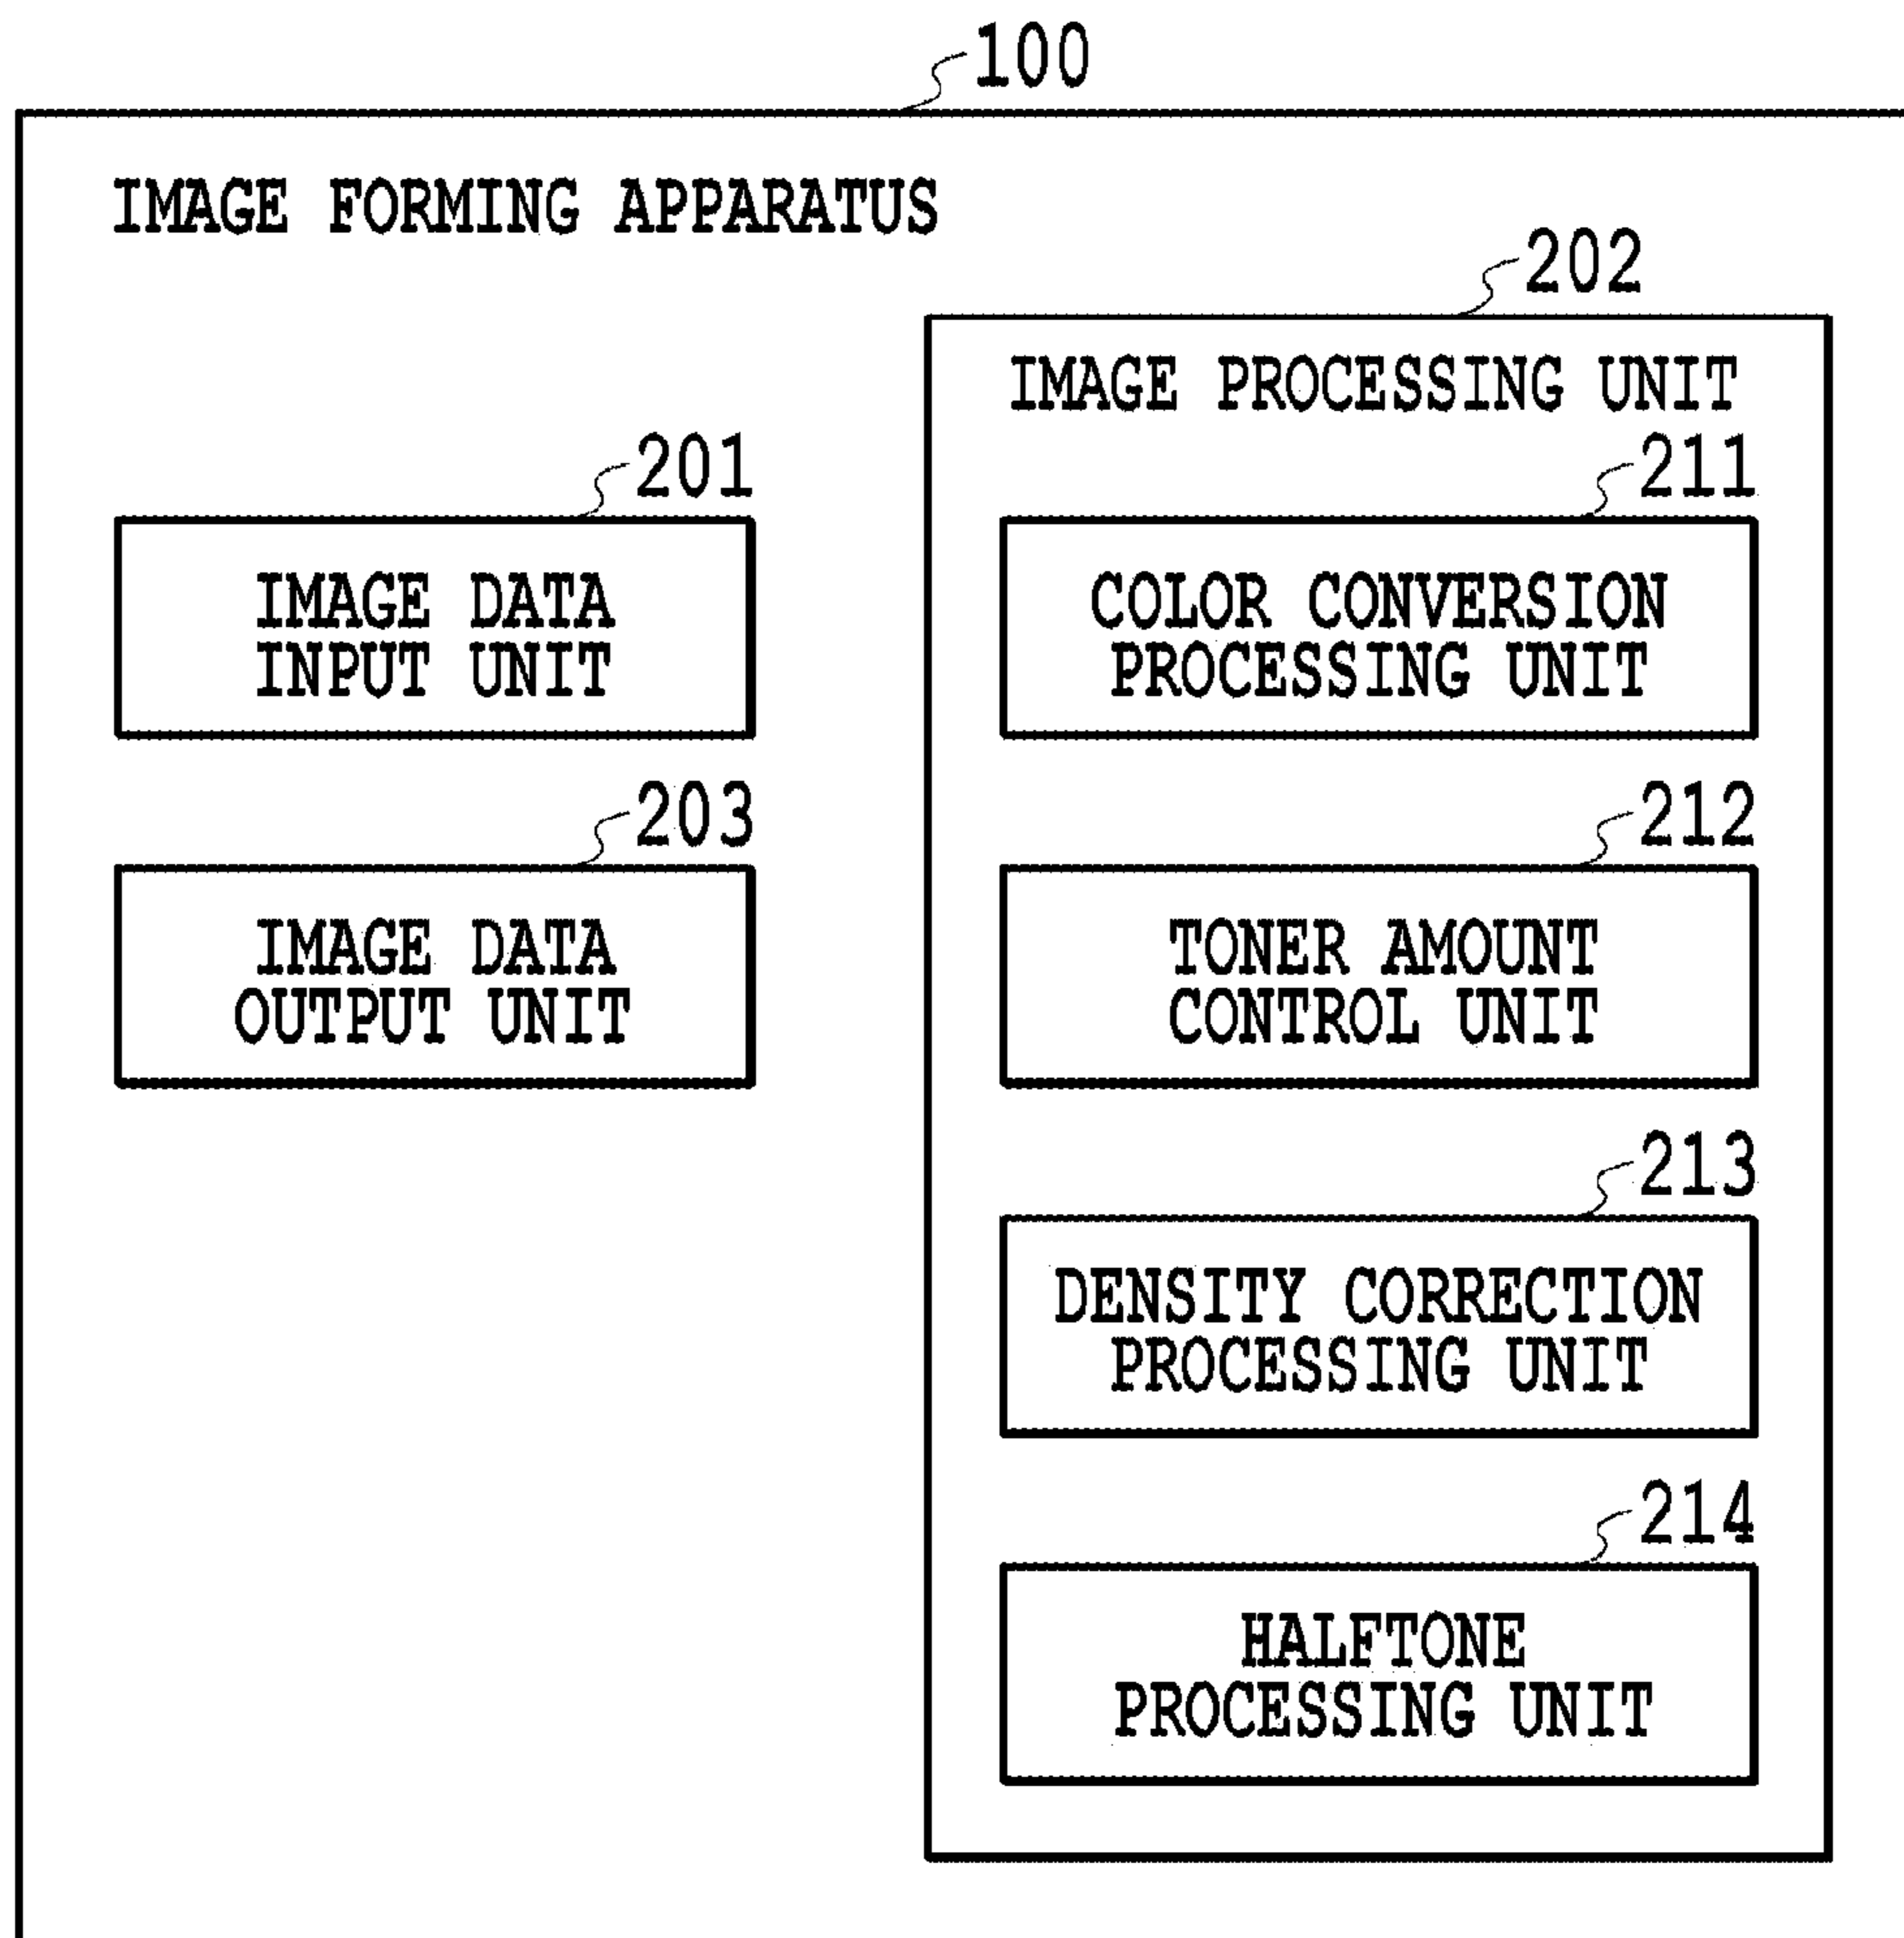 100
IMAGE FORMING APPARATUS
202
IMAGE PROCESSING UNIT
201
IMAGE DATA
INPUT UNIT
203
IMAGE DATA
OUTPUT UNIT
211
COLOR CONVERSION
PROCESSING UNIT
212
TONER AMOUNT
CONTROL UNIT
213
DENSITY CORRECTION
PROCESSING UNIT
214
HALFTONE
PROCESSING UNIT